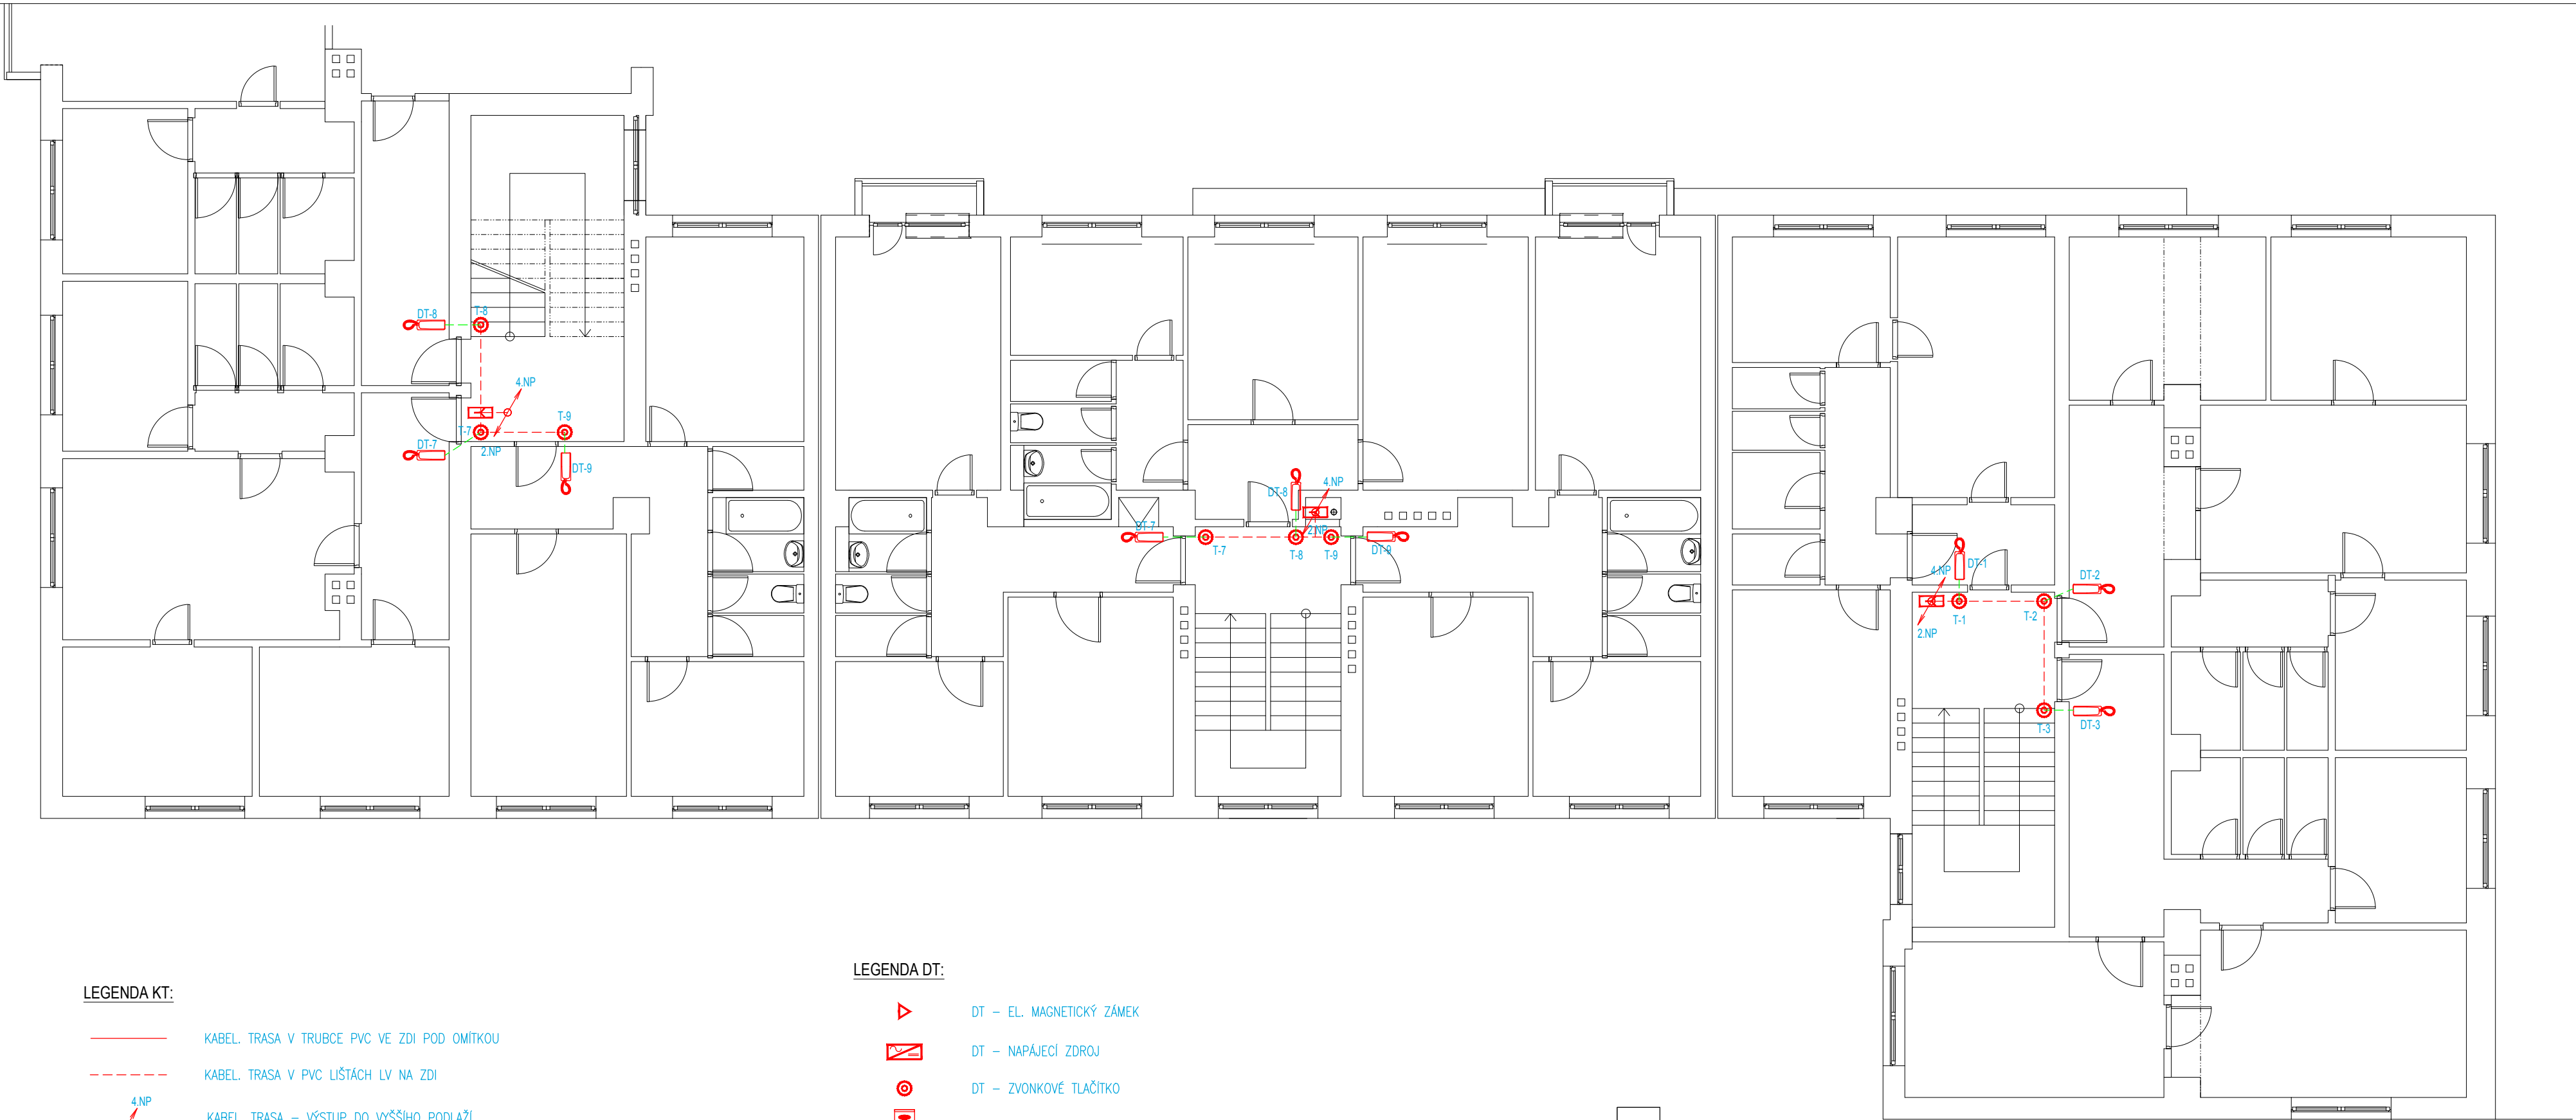 DT-8
T-8
4.NP
T-9
T-7
DT-7
2.NP
DT-9
DT-7
T-7
DT-8
4.NP
2.NP
T-8
T-9
DT-9
4.NP
DT-1
DT-2
T-1
T-2
2.NP
T-3
DT-3
LEGENDA KT:
KABEL. TRASA V TRUBCE PVC VE ZDI POD OMÍTKOU
KABEL. TRASA V PVC LIŠTÁCH LV NA ZDI
4.NP
KABEL. TRASA – VÝSTUP DO VYŠŠÍHO PODLAŽÍ
LEGENDA DT:
DT – EL. MAGNETICKÝ ZÁMEK
DT – NAPÁJECÍ ZDROJ
DT – ZVONKOVÉ TLAČÍTKO